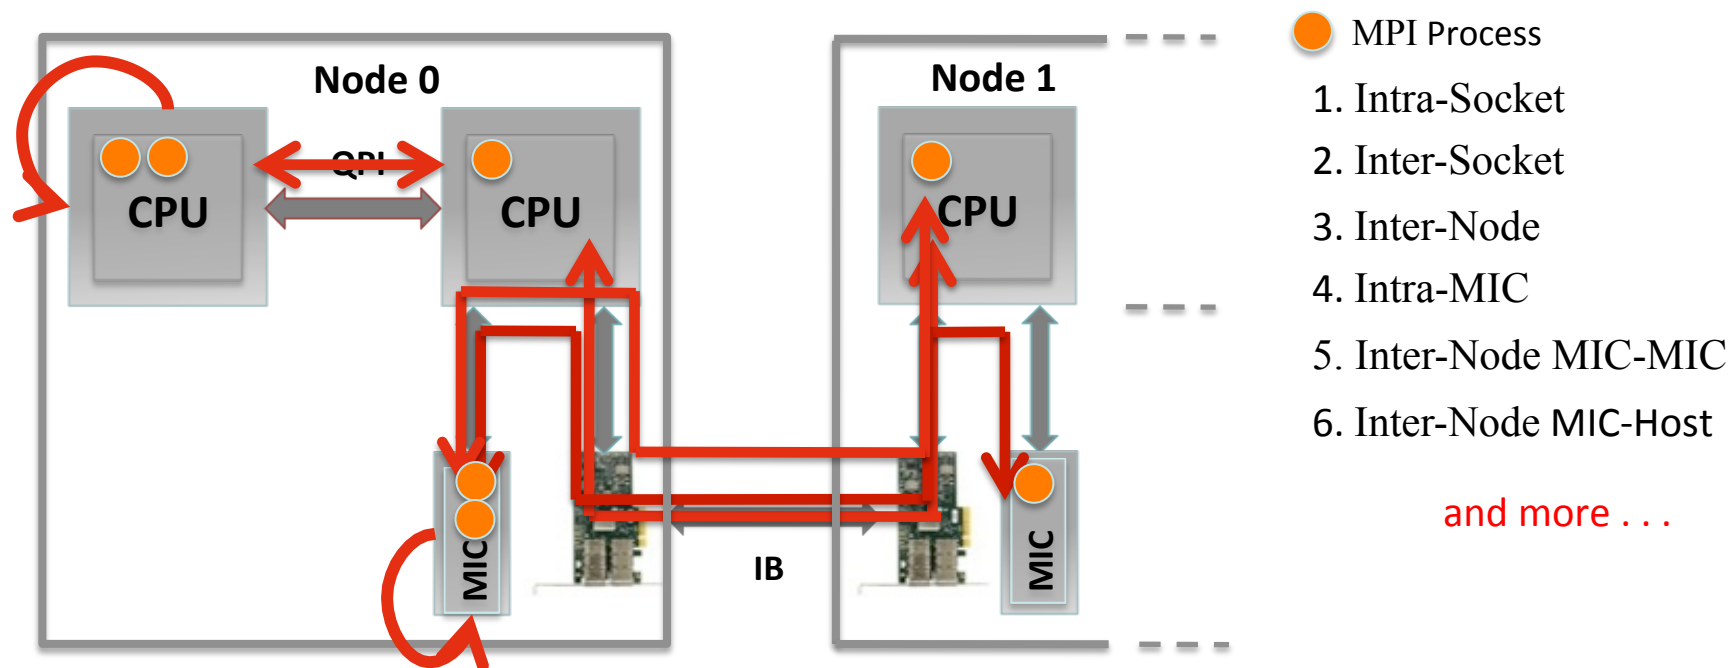 Node 0
Node 1
QPI
CPU
CPU
CPU
MIC
MIC
IB
MPI Process
1. Intra-Socket
2. Inter-Socket
3. Inter-Node
4. Intra-MIC
5. Inter-Node MIC-MIC
6. Inter-Node MIC-Host
and more . . .